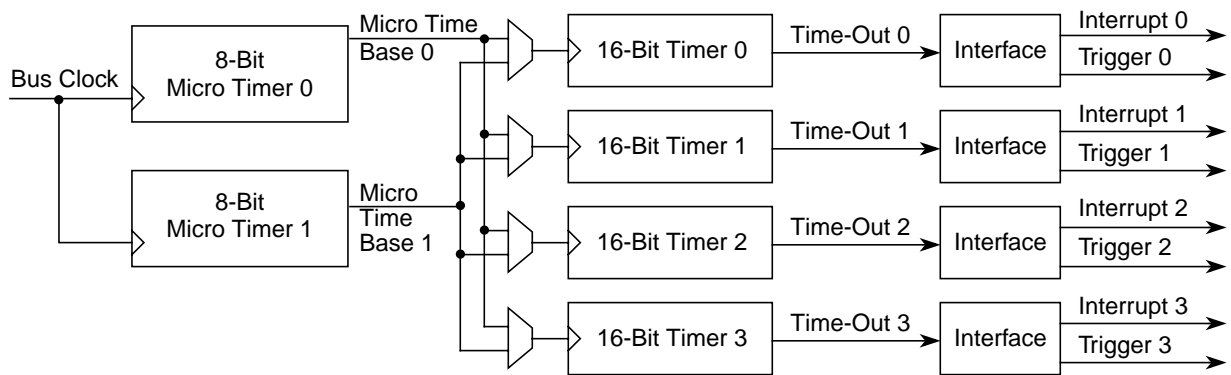 Bus Clock
8-Bit
Micro Timer 0
Micro Time
Base 0
16-Bit Timer 0
Time-Out 0
Interface
Interrupt 0
Trigger 0
16-Bit Timer 1
Time-Out 1
Interface
Interrupt 1
Trigger 1
8-Bit
Micro Timer 1
Micro
Time
Base 1
16-Bit Timer 2
Time-Out 2
Interface
Interrupt 2
Trigger 2
16-Bit Timer 3
Time-Out 3
Interface
Interrupt 3
Trigger 3